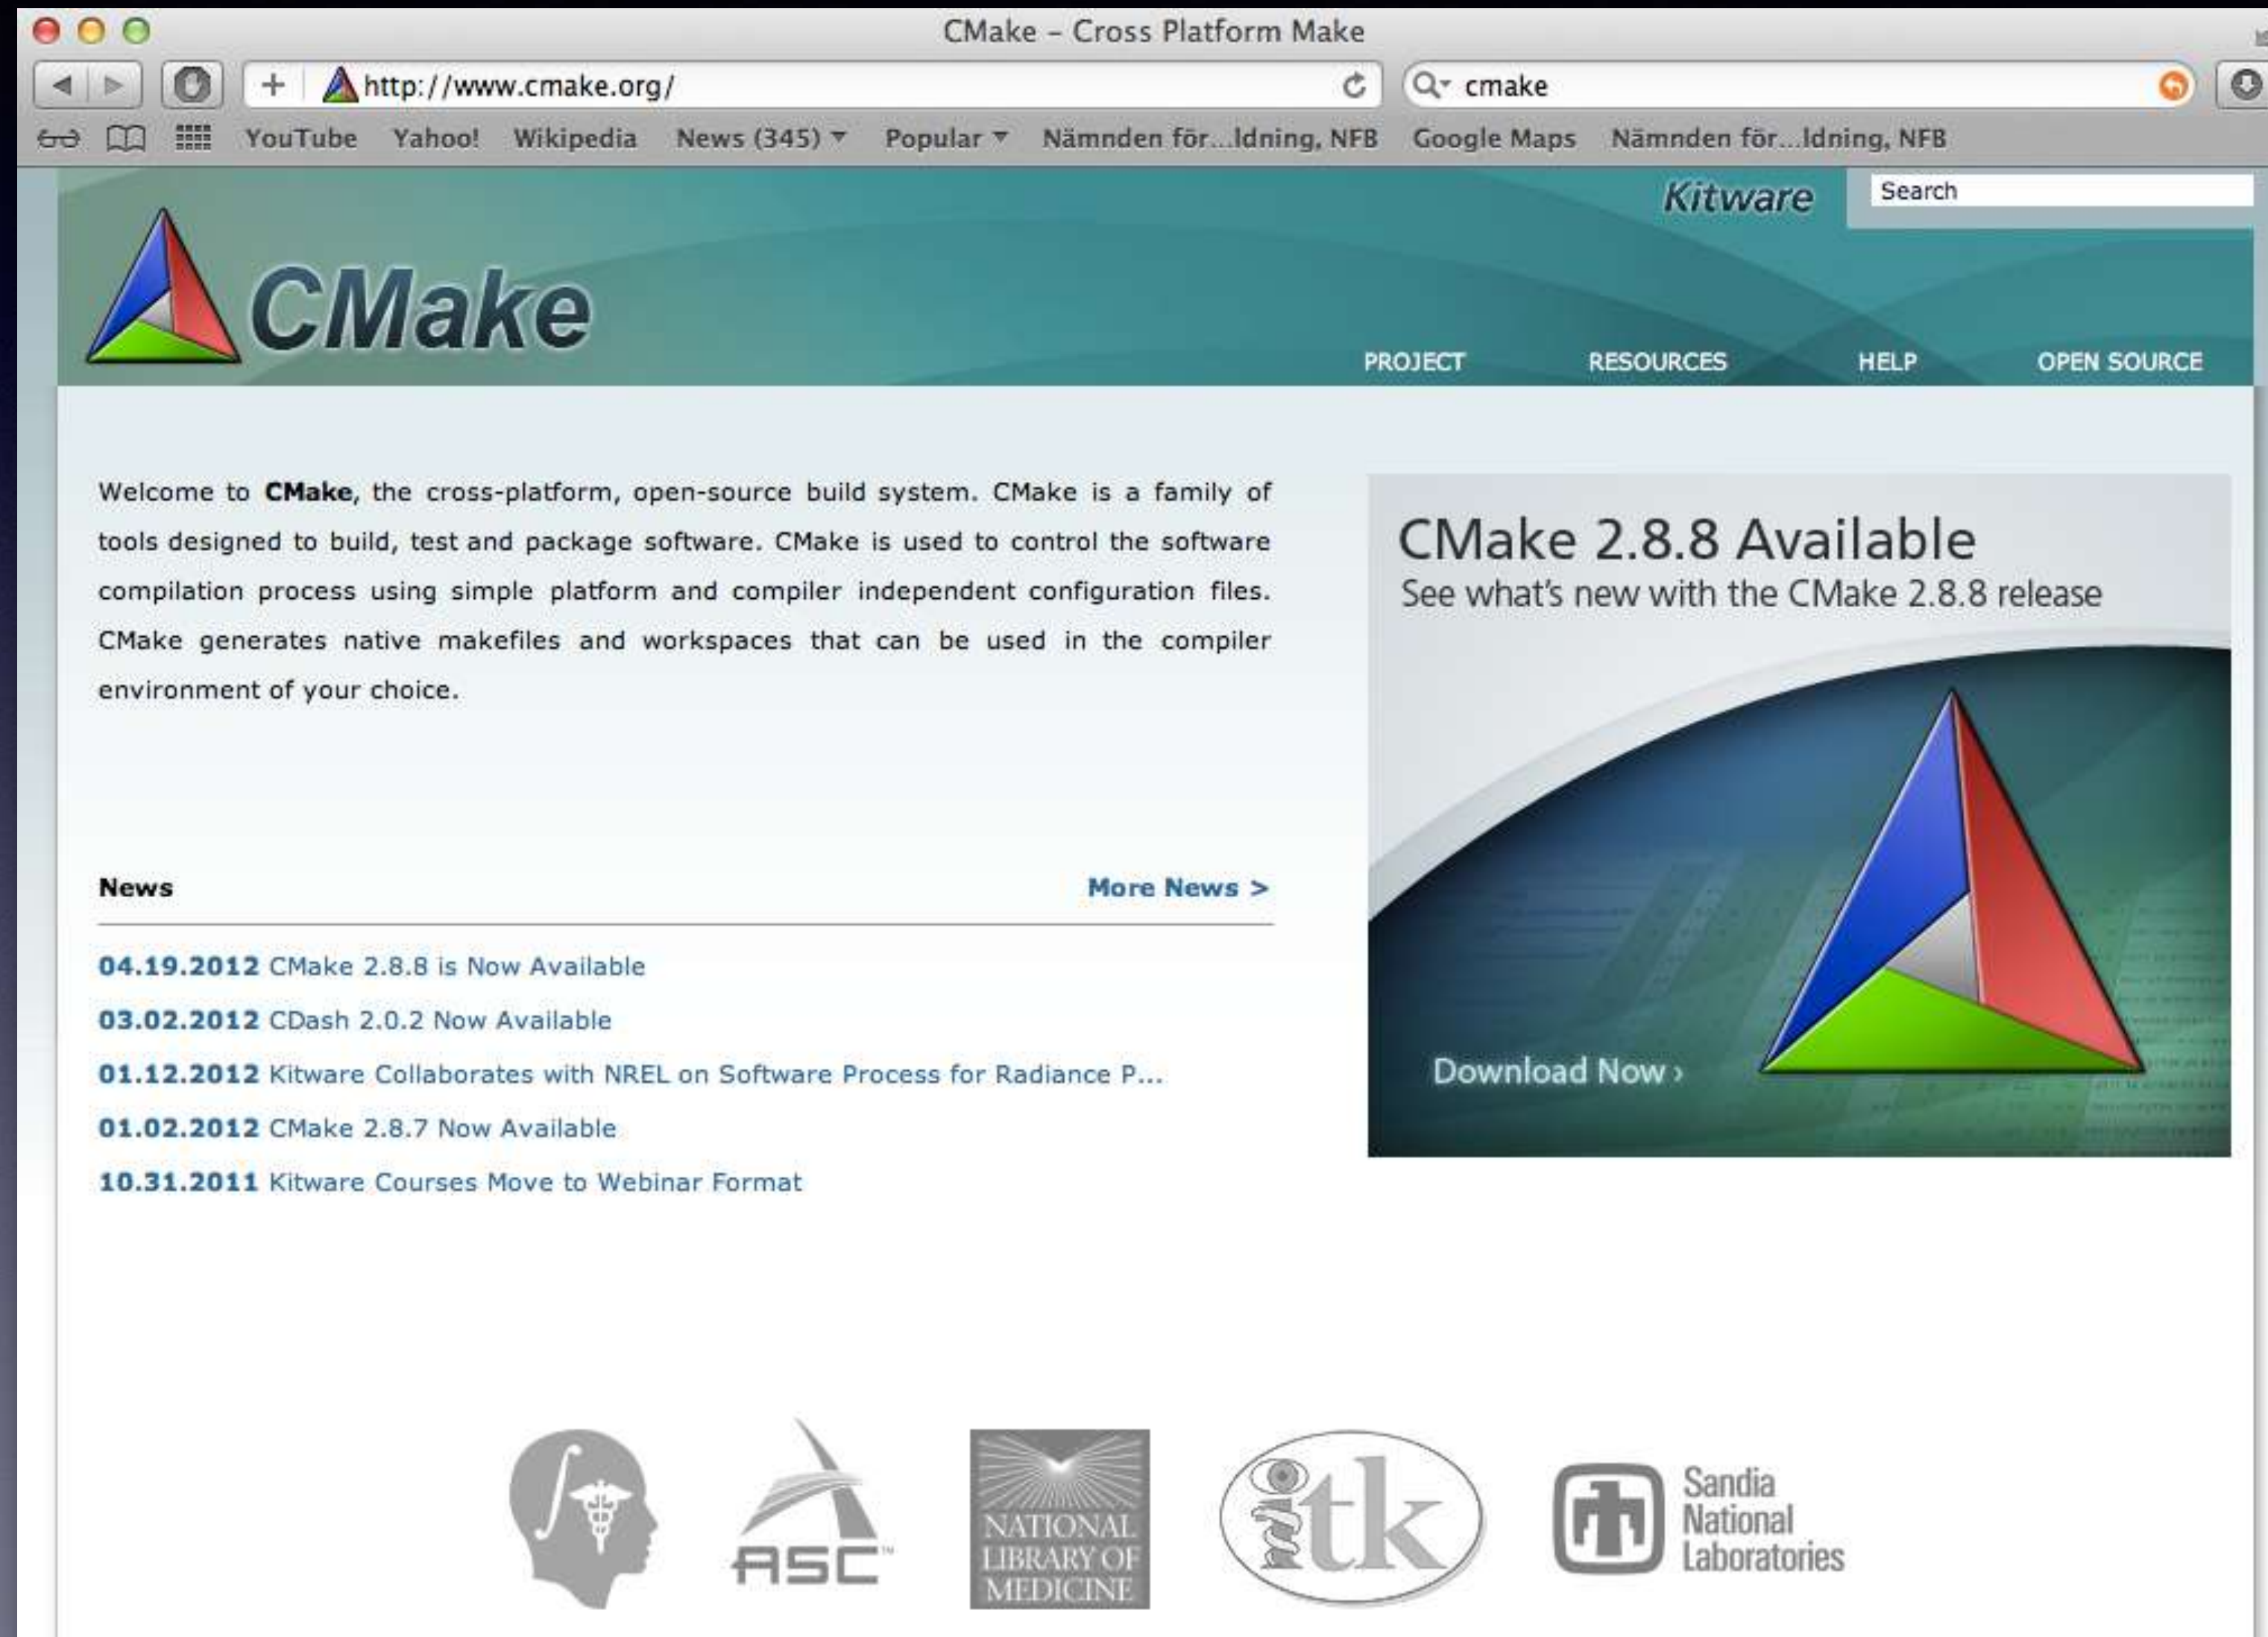 CMake – Cross Platform Make
http://www.cmake.org/
cmake
YouTube Yahoo! Wikipedia News (345) Popular Nämnden för...ldning, NFB Google Maps Nämnden för...ldning, NFB
Kitware
Search
CMake
PROJECT RESOURCES HELP OPEN SOURCE
Welcome to CMake, the cross-platform, open-source build system. CMake is a family of
tools designed to build, test and package software. CMake is used to control the software
compilation process using simple platform and compiler independent configuration files.
CMake generates native makefiles and workspaces that can be used in the compiler
environment of your choice.
CMake 2.8.8 Available
See what's new with the CMake 2.8.8 release
Download Now ›
News More News >
04.19.2012 CMake 2.8.8 is Now Available
03.02.2012 CDash 2.0.2 Now Available
01.12.2012 Kitware Collaborates with NREL on Software Process for Radiance P...
01.02.2012 CMake 2.8.7 Now Available
10.31.2011 Kitware Courses Move to Webinar Format
ASC™
NATIONAL
LIBRARY OF
MEDICINE
itk
Sandia
National
Laboratories